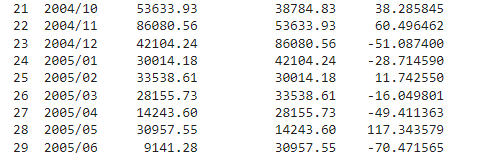 21 2004/10 53633.93 38784.83 38.285845
22 2004/11 86080.56 53633.93 60.496462
23 2004/12 42104.24 86080.56 -51.087400
24 2005/01 30014.18 42104.24 -28.714590
25 2005/02 33538.61 30014.18 11.742550
26 2005/03 28155.73 33538.61 -16.049801
27 2005/04 14243.60 28155.73 -49.411363
28 2005/05 30957.55 14243.60 117.343579
29 2005/06 9141.28 30957.55 -70.471565